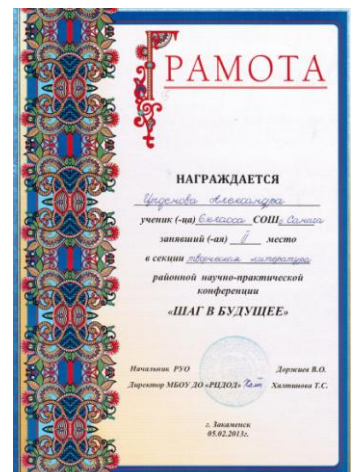 ГРАМОТА
НАГРАЖДАЕТСЯ
Цыденова Александра
ученик (-ца) 6 класса СОШ с. Санага
занявший (-ая) II место
в секции творческая литература
районной научно-практической
конференции
«ШАГ В БУДУЩЕЕ»
Начальник РУО Доржиев В.О.
Директор МБОУ ДО «РЦДОД» Халтинова Т.С.
г. Закаменск
05.02.2013г.